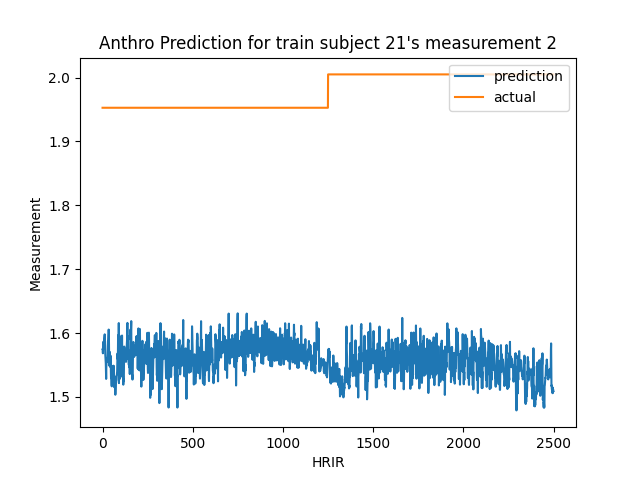 Anthro Prediction for train subject 21's measurement 2
prediction
actual
2.0
1.9
1.8
1.7
1.6
1.5
Measurement
0 500 1000 1500 2000 2500
HRIR